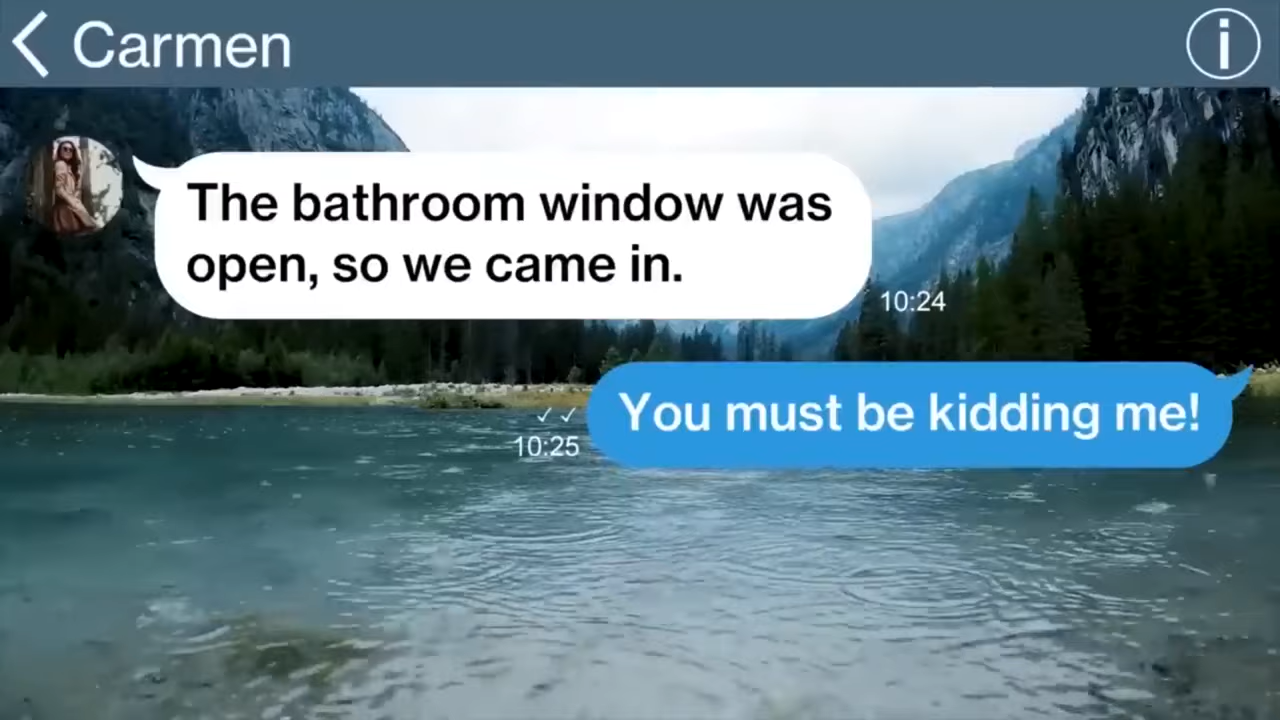 Carmen
The bathroom window was
open, so we came in.
10:24
You must be kidding me!
10:25